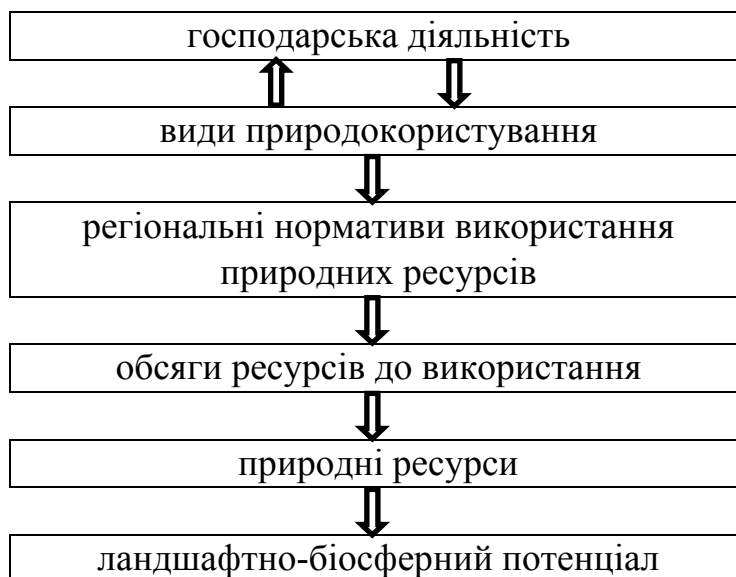 господарська діяльність
види природокористування
регіональні нормативи використання
природних ресурсів
обсяги ресурсів до використання
природні ресурси
ландшафтно-біосферний потенціал